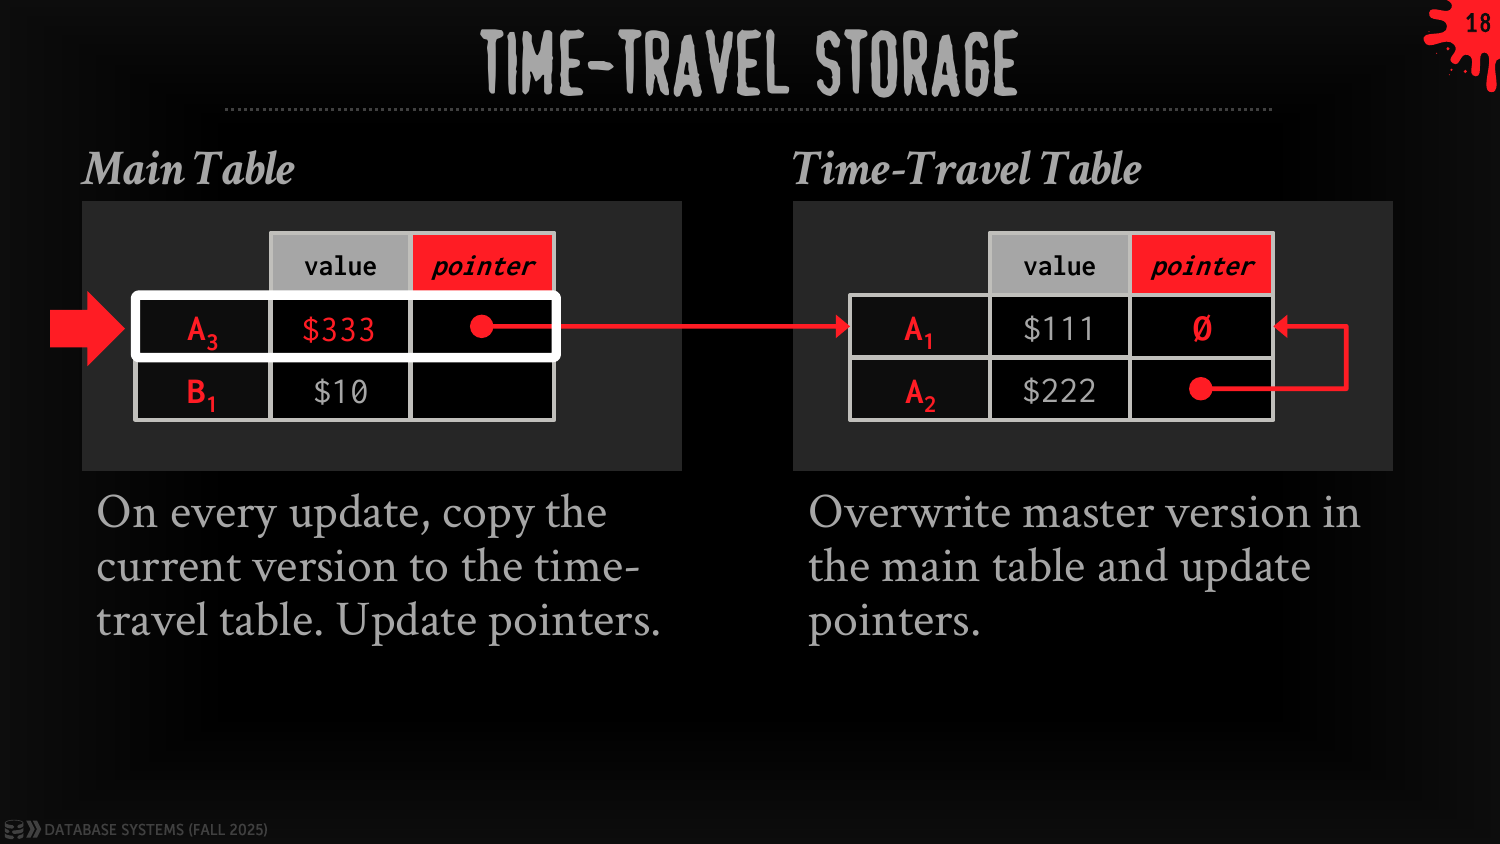 18
TIME-TRAVEL STORAGE
Main Table
value pointer
A3 $333
B1 $10
On every update, copy the
current version to the time-
travel table. Update pointers.
Time-Travel Table
value pointer
A1 $111 Ø
A2 $222
Overwrite master version in
the main table and update
pointers.
DATABASE SYSTEMS (FALL 2025)